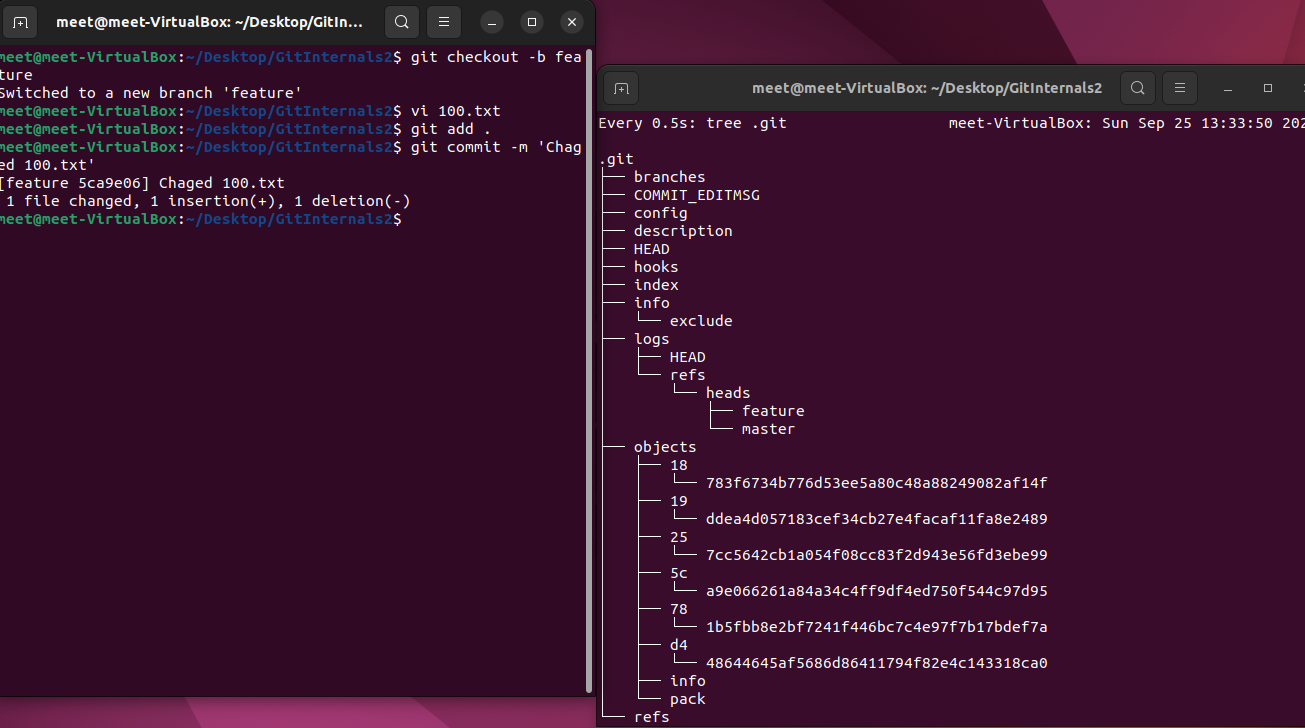 meet@meet-VirtualBox: ~/Desktop/GitIn...
meet@meet-VirtualBox:~/Desktop/GitInternals2$ git checkout -b fea
ture
Switched to a new branch 'feature'
meet@meet-VirtualBox:~/Desktop/GitInternals2$ vi 100.txt
meet@meet-VirtualBox:~/Desktop/GitInternals2$ git add .
meet@meet-VirtualBox:~/Desktop/GitInternals2$ git commit -m 'Chag
ed 100.txt'
[feature 5ca9e06] Chaged 100.txt
1 file changed, 1 insertion(+), 1 deletion(-)
meet@meet-VirtualBox:~/Desktop/GitInternals2$
meet@meet-VirtualBox: ~/Desktop/GitInternals2
Every 0.5s: tree .git meet-VirtualBox: Sun Sep 25 13:33:50 202
.git
├── branches
├── COMMIT_EDITMSG
├── config
├── description
├── HEAD
├── hooks
├── index
├── info
│   └── exclude
├── logs
│   ├── HEAD
│   └── refs
│       └── heads
│           ├── feature
│           └── master
├── objects
│   ├── 18
│   │   └── 783f6734b776d53ee5a80c48a88249082af14f
│   ├── 19
│   │   └── ddea4d057183cef34cb27e4facaf11fa8e2489
│   ├── 25
│   │   └── 7cc5642cb1a054f08cc83f2d943e56fd3ebe99
│   ├── 5c
│   │   └── a9e066261a84a34c4ff9df4ed750f544c97d95
│   ├── 78
│   │   └── 1b5fbb8e2bf7241f446bc7c4e97f7b17bdef7a
│   ├── d4
│   │   └── 48644645af5686d86411794f82e4c143318ca0
│   ├── info
│   └── pack
└── refs